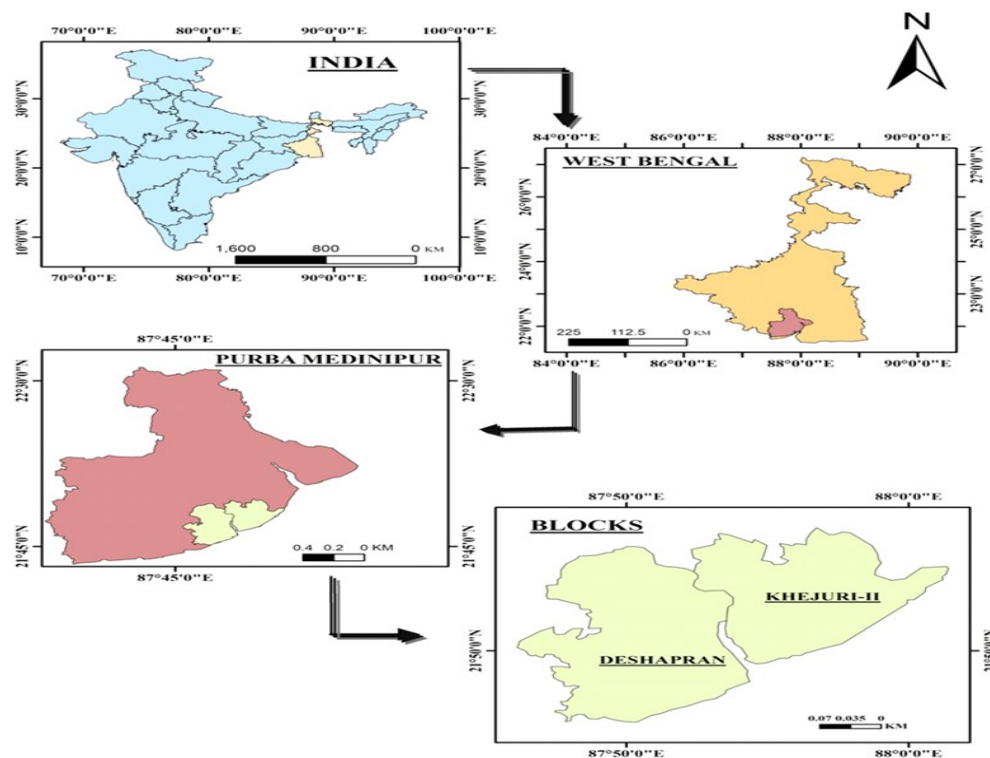 70°0'0"E 80°0'0"E 90°0'0"E 100°0'0"E
INDIA
30°0'0"N
20°0'0"N
10°0'0"N
1,600 800 0 KM
70°0'0"E 80°0'0"E 90°0'0"E 100°0'0"E
N
84°0'0"E 86°0'0"E 88°0'0"E 90°0'0"E
WEST BENGAL
26°0'0"N
24°0'0"N
22°0'0"N
27°0'0"N
25°0'0"N
23°0'0"N
225 112.5 0 KM
84°0'0"E 86°0'0"E 88°0'0"E 90°0'0"E
87°45'0"E
PURBA MEDINIPUR
22°30'0"N
21°45'0"N
22°30'0"N
21°45'0"N
0.4 0.2 0 KM
87°45'0"E
87°50'0"E 88°0'0"E
BLOCKS
KHEJURI-II
DESHAPRAN
21°50'0"N
0.07 0.035 0
KM
87°50'0"E 88°0'0"E